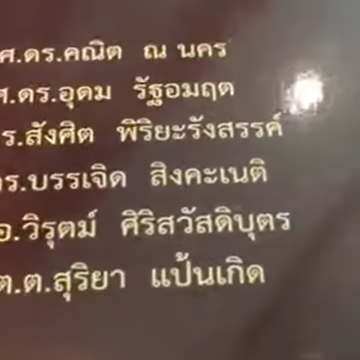 ศ.ดร.คณิต ณ นคร
ศ.ดร.อุดม รัฐอมฤต
ร.สังศิต พิริยะรังสรรค์
ดร.บรรเจิด สิงคะเนติ
อ.วิรุตม์ ศิริสวัสดิบุตร
ต.ต.สุริยา แป้นเกิด